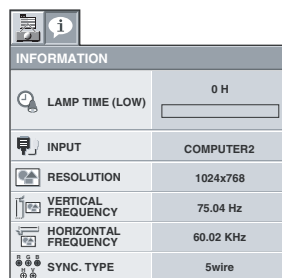 i
INFORMATION
LAMP TIME (LOW)
0 H
INPUT
COMPUTER2
RESOLUTION
1024x768
VERTICAL
FREQUENCY
75.04 Hz
HORIZONTAL
FREQUENCY
60.02 KHz
R G B
H V
SYNC. TYPE
5wire